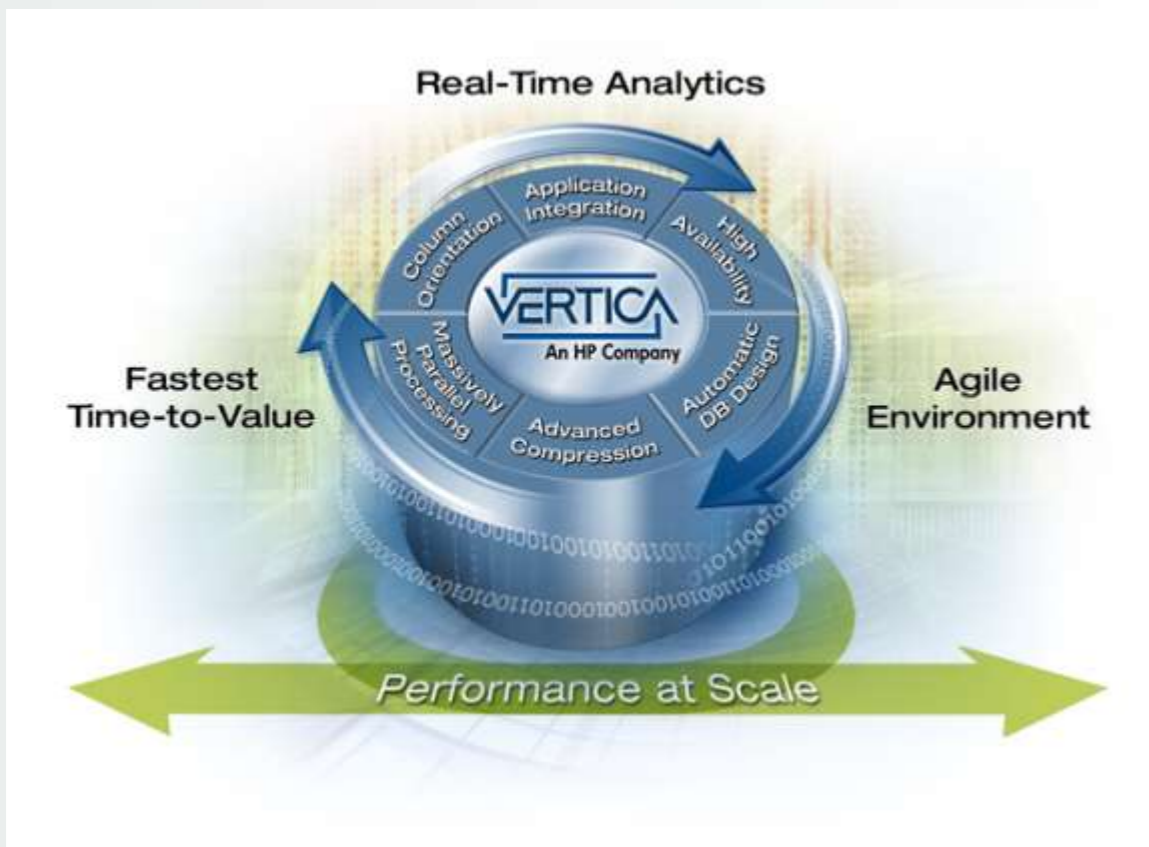 Real-Time Analytics
Application
Integration
High
Availability
Automatic
DB Design
Advanced
Compression
Massively
Parallel
Processing
Column
Orientation
VERTICA
An HP Company
Fastest
Time-to-Value
Agile
Environment
Performance at Scale